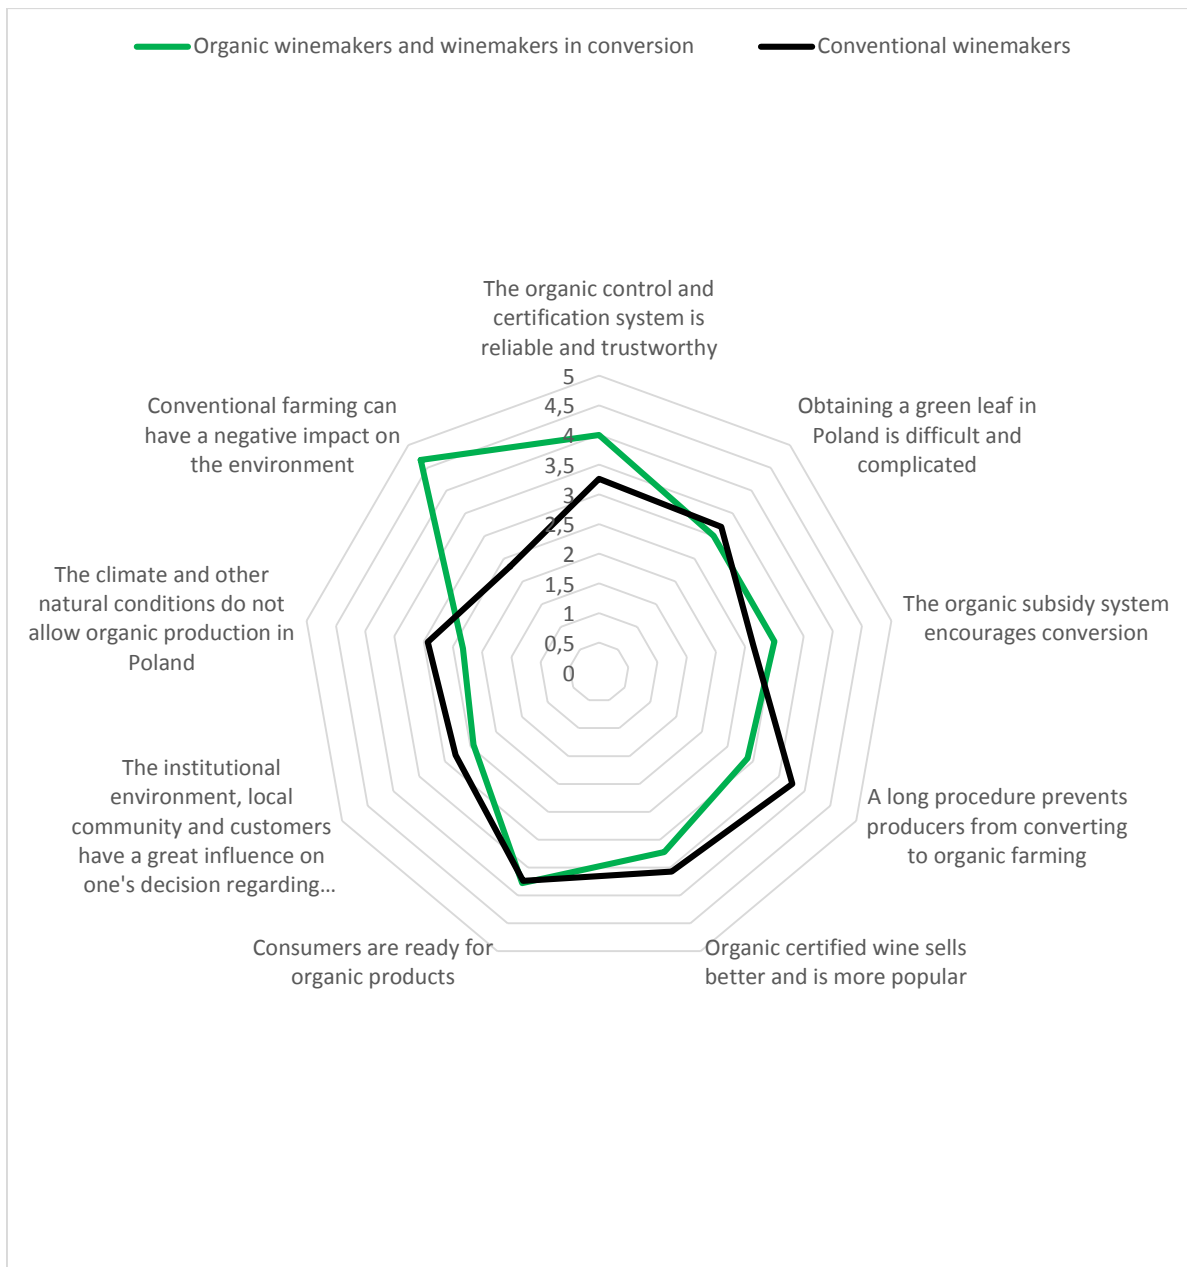 Organic winemakers and winemakers in conversion
Conventional winemakers
The organic control and
certification system is
reliable and trustworthy
Obtaining a green leaf in
Poland is difficult and
complicated
The organic subsidy system
encourages conversion
A long procedure prevents
producers from converting
to organic farming
Organic certified wine sells
better and is more popular
Consumers are ready for
organic products
The institutional
environment, local
community and customers
have a great influence on
one's decision regarding...
The climate and other
natural conditions do not
allow organic production in
Poland
Conventional farming can
have a negative impact on
the environment
5
4,5
4
3,5
3
2,5
2
1,5
1
0,5
0